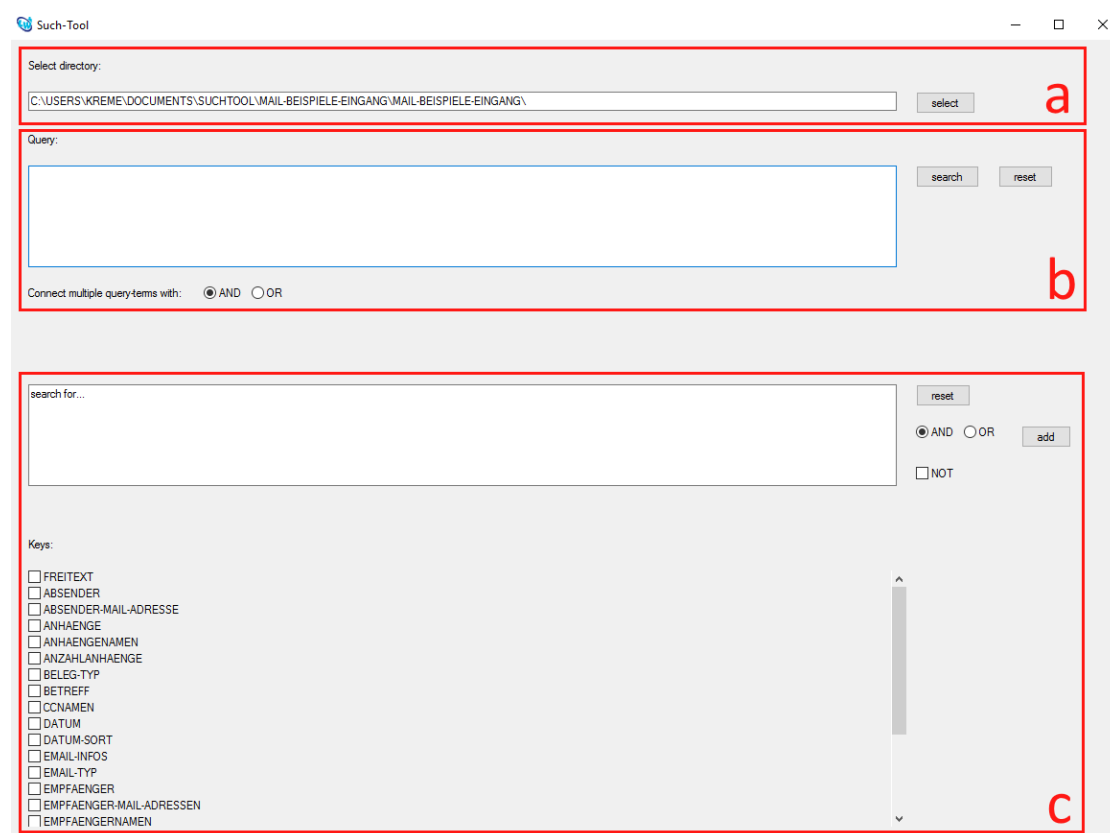 Such-Tool
Select directory:
C:\USERS\KREME\DOCUMENTS\SUCHTOOL\MAIL-BEISPIELE-EINGANG\MAIL-BEISPIELE-EINGANG\ select a
Query:
search reset
b
Connect multiple query-terms with: AND OR
search for... reset
AND OR add
NOT
Keys:
FREITEXT
ABSENDER
ABSENDER-MAIL-ADRESSE
ANHAENGE
ANHAENGENAMEN
ANZAHLANHAENGE
BELEG-TYP
BETREFF
CCNAMEN
DATUM
DATUM-SORT
EMAIL-INFOS
EMAIL-TYP
EMPFAENGER
EMPFAENGER-MAIL-ADRESSEN
EMPFAENGERNAMEN
c